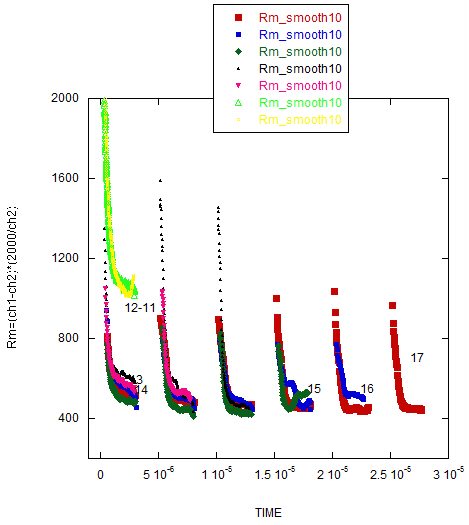 Rm_smooth10
Rm_smooth10
Rm_smooth10
Rm_smooth10
Rm_smooth10
Rm_smooth10
Rm_smooth10
2000
1600
1200
800
400
Rm=(ch1-ch2)*(2000/ch2)
12-11
3
14
15
16
17
0 5 10⁻⁶ 1 10⁻⁵ 1.5 10⁻⁵ 2 10⁻⁵ 2.5 10⁻⁵ 3 10⁻⁵
TIME